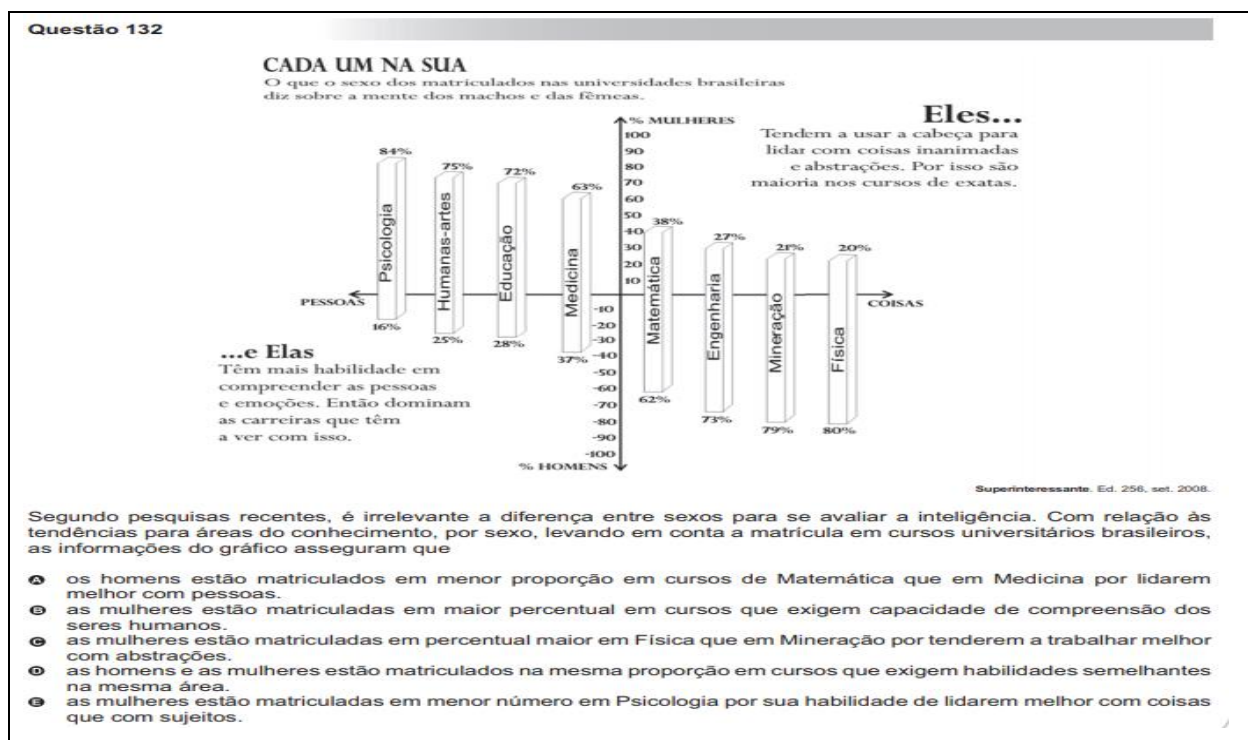 Questão 132
CADA UM NA SUA
O que o sexo dos matriculados nas universidades brasileiras
diz sobre a mente dos machos e das fêmeas.
Eles...
Tendem a usar a cabeça para
lidar com coisas inanimadas
e abstrações. Por isso são
maioria nos cursos de exatas.
% MULHERES
100
90
80
70
60
50
40
30
20
10
-10
-20
-30
-40
-50
-60
-70
-80
-90
-100
% HOMENS
PESSOAS
COISAS
84%
Psicologia
16%
75%
Humanas-artes
25%
72%
Educação
28%
63%
Medicina
37%
38%
Matemática
62%
27%
Engenharia
73%
21%
Mineração
79%
20%
Física
80%
...e Elas
Têm mais habilidade em
compreender as pessoas
e emoções. Então dominam
as carreiras que têm
a ver com isso.
Superinteressante. Ed. 256, set. 2008.
Segundo pesquisas recentes, é irrelevante a diferença entre sexos para se avaliar a inteligência. Com relação às
tendências para áreas do conhecimento, por sexo, levando em conta a matrícula em cursos universitários brasileiros,
as informações do gráfico asseguram que
A os homens estão matriculados em menor proporção em cursos de Matemática que em Medicina por lidarem
melhor com pessoas.
B as mulheres estão matriculadas em maior percentual em cursos que exigem capacidade de compreensão dos
seres humanos.
C as mulheres estão matriculadas em percentual maior em Física que em Mineração por tenderem a trabalhar melhor
com abstrações.
D as homens e as mulheres estão matriculados na mesma proporção em cursos que exigem habilidades semelhantes
na mesma área.
E as mulheres estão matriculadas em menor número em Psicologia por sua habilidade de lidarem melhor com coisas
que com sujeitos.